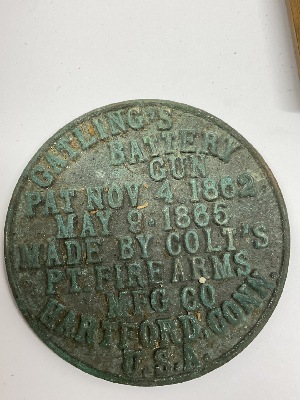 GATLING'S
BATTERY
GUN
PAT NOV. 4 1862
MAY 9 - 1865
MADE BY COLT'S
PT. FIRE ARMS
MFG CO
HARTFORD, CONN.
U.S.A.